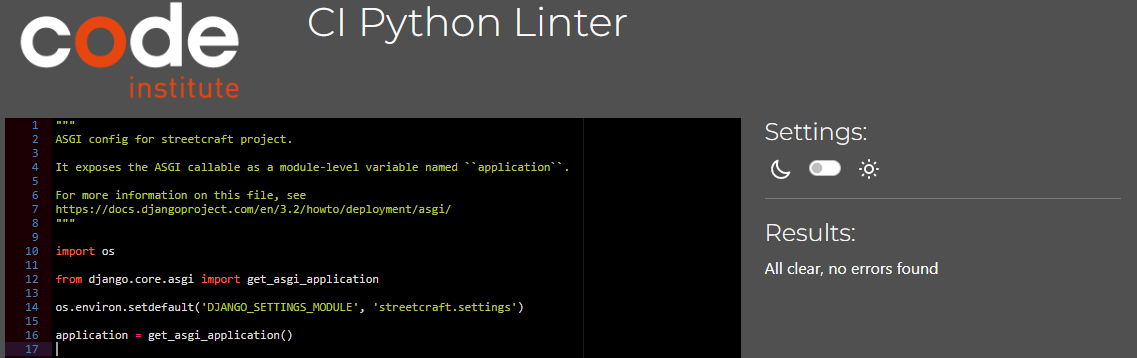 code
institute
CI Python Linter
1 """
2 ASGI config for streetcraft project.
3
4 It exposes the ASGI callable as a module-level variable named ``application``.
5
6 For more information on this file, see
7 https://docs.djangoproject.com/en/3.2/howto/deployment/asgi/
8 """
9
10 import os
11
12 from django.core.asgi import get_asgi_application
13
14 os.environ.setdefault('DJANGO_SETTINGS_MODULE', 'streetcraft.settings')
15
16 application = get_asgi_application()
17
Settings:
Results:
All clear, no errors found